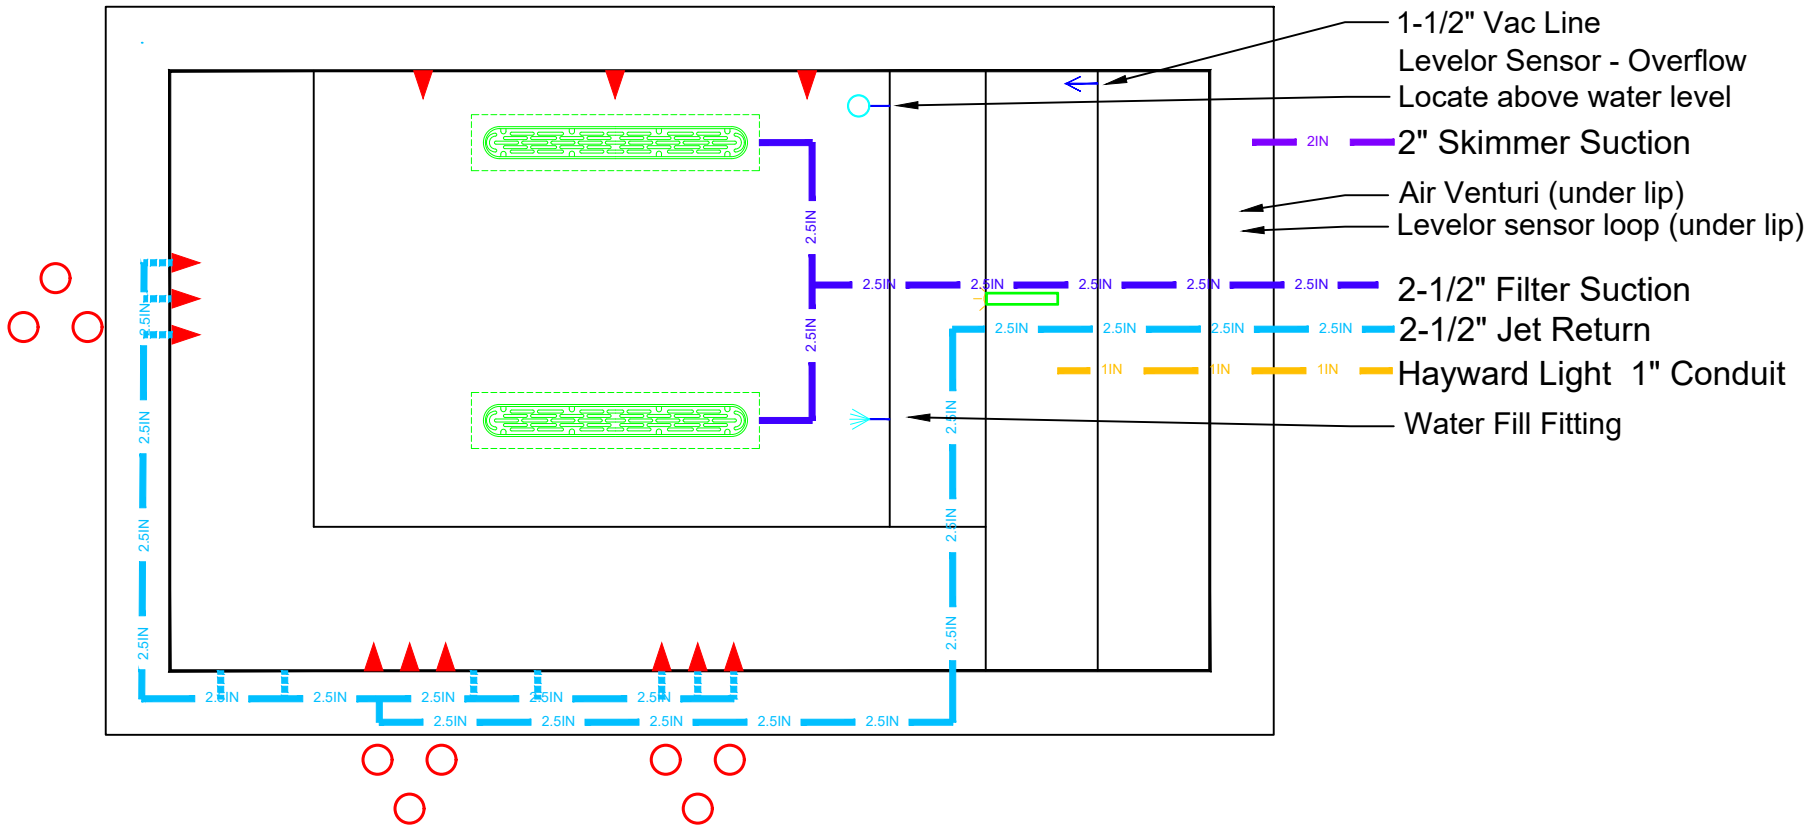 1-1/2" Vac Line
Levelor Sensor - Overflow
Locate above water level
2IN
2" Skimmer Suction
Air Venturi (under lip)
Levelor sensor loop (under lip)
2.5IN
2.5IN 2.5IN 2.5IN 2.5IN 2.5IN
2-1/2" Filter Suction
2.5IN
2.5IN
2.5IN 2.5IN 2.5IN 2.5IN
2-1/2" Jet Return
1IN 1IN 1IN
Hayward Light 1" Conduit
Water Fill Fitting
2.5IN
2.5IN
2.5IN
2.5IN
2.5IN
2.5IN
2.5IN 2.5IN 2.5IN 2.5IN 2.5IN
2.5IN 2.5IN 2.5IN 2.5IN 2.5IN